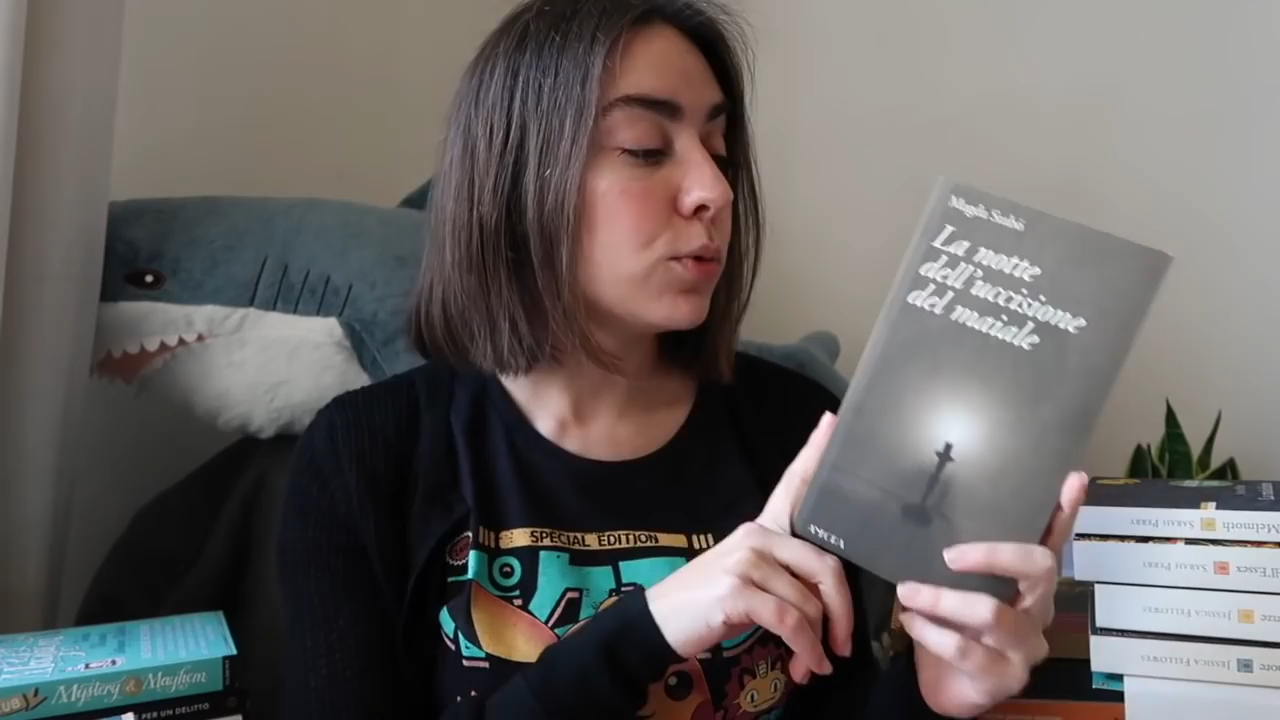 Magda Szabó
La notte
dell'uccisione
del maiale
SPECIAL EDITION
Mystery & Mayhem
PER UN DELITTO
Melmoth SARAH PERRY
SARAH PERRY
JESSICA FELLOWES
JESSICA FELLOWES